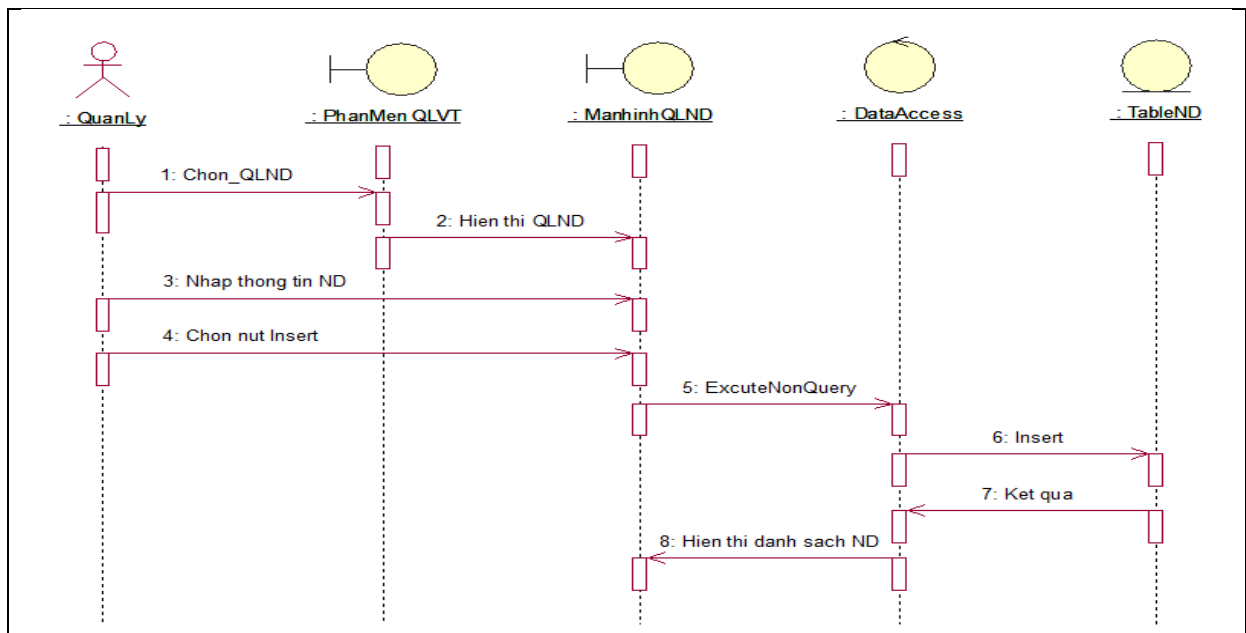 : QuanLy
: PhanMen QLVT
: ManhinhQLND
: DataAccess
: TableND
1: Chon_QLND
2: Hien thi QLND
3: Nhap thong tin ND
4: Chon nut Insert
5: ExcuteNonQuery
6: Insert
7: Ket qua
8: Hien thi danh sach ND